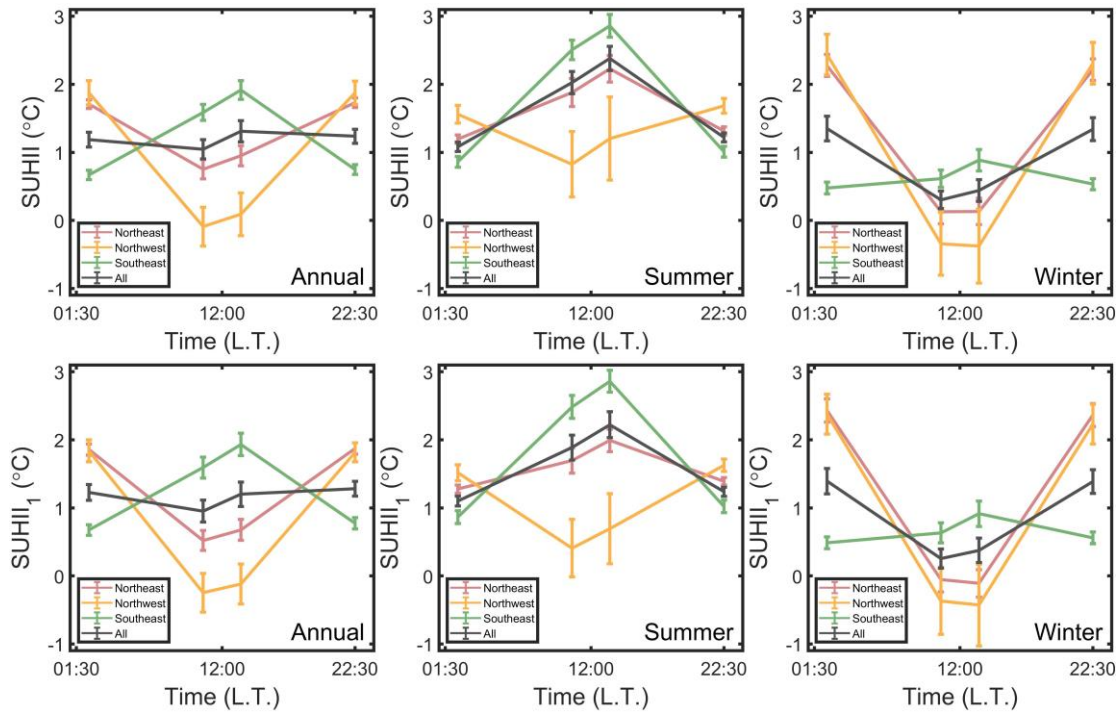 3
2
1
0
-1
SUHII (°C)
Northeast
Northwest
Southeast
All
Annual
01:30 12:00 22:30
Time (L.T.)
3
2
1
0
-1
SUHII (°C)
Northeast
Northwest
Southeast
All
Summer
01:30 12:00 22:30
Time (L.T.)
3
2
1
0
-1
SUHII (°C)
Northeast
Northwest
Southeast
All
Winter
01:30 12:00 22:30
Time (L.T.)
3
2
1
0
-1
SUHII₁ (°C)
Northeast
Northwest
Southeast
All
Annual
01:30 12:00 22:30
Time (L.T.)
3
2
1
0
-1
SUHII₁ (°C)
Northeast
Northwest
Southeast
All
Summer
01:30 12:00 22:30
Time (L.T.)
3
2
1
0
-1
SUHII₁ (°C)
Northeast
Northwest
Southeast
All
Winter
01:30 12:00 22:30
Time (L.T.)